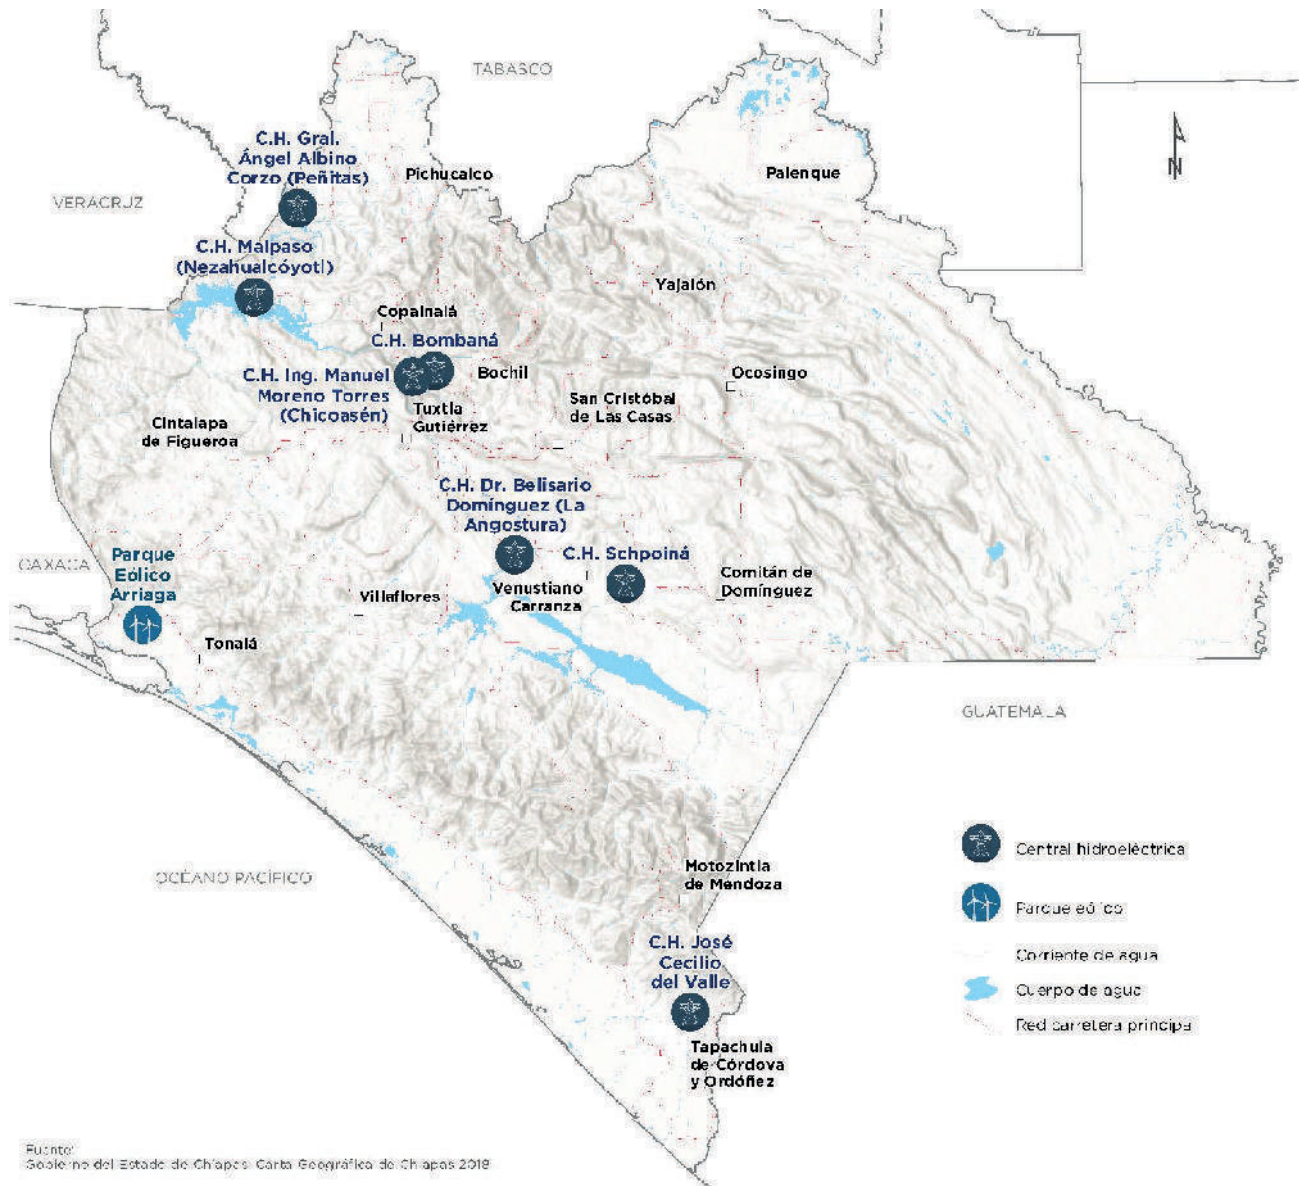 TABASCO
C.H. Gral.
Ángel Albino
Corzo (Peñitas)
Pichucalco
Palenque
VERACRUZ
N
C.H. Malpaso
(Nezahualcóyotl)
Yajalón
Copainalá
C.H. Bombaná
C.H. Ing. Manuel
Moreno Torres
(Chicoasén)
Bochil
Ocosingo
San Cristóbal
de Las Casas
Tuxtla
Gutiérrez
Cintalapa
de Figueroa
C.H. Dr. Belisario
Domínguez (La
Angostura)
C.H. Schpoiná
OAXACA
Parque
Eólico
Arriaga
Villaflores
Venustiano
Carranza
Comitán de
Domínguez
Tonalá
GUATEMALA
OCÉANO PACÍFICO
Motozintla
de Mendoza
C.H. José
Cecilio
del Valle
Tapachula
de Córdova
y Ordóñez
Central hidroeléctrica
Parque eólico
Corriente de agua
Cuerpo de agua
Red carretera principa
Fuente:
Gobierno del Estado de Chiapas. Carta Geográfica de Chiapas 2018